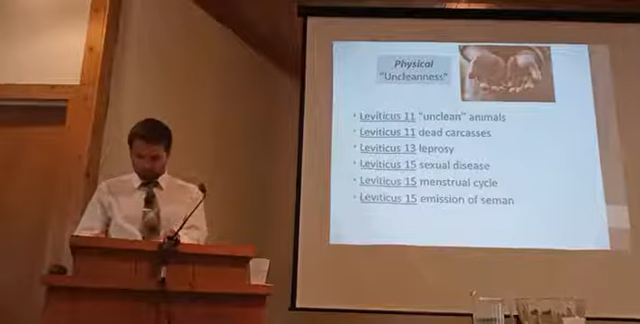 Physical
"Uncleanness"
· Leviticus 11 "unclean" animals
· Leviticus 11 dead carcasses
· Leviticus 13 leprosy
· Leviticus 15 sexual disease
· Leviticus 15 menstrual cycle
· Leviticus 15 emission of seman